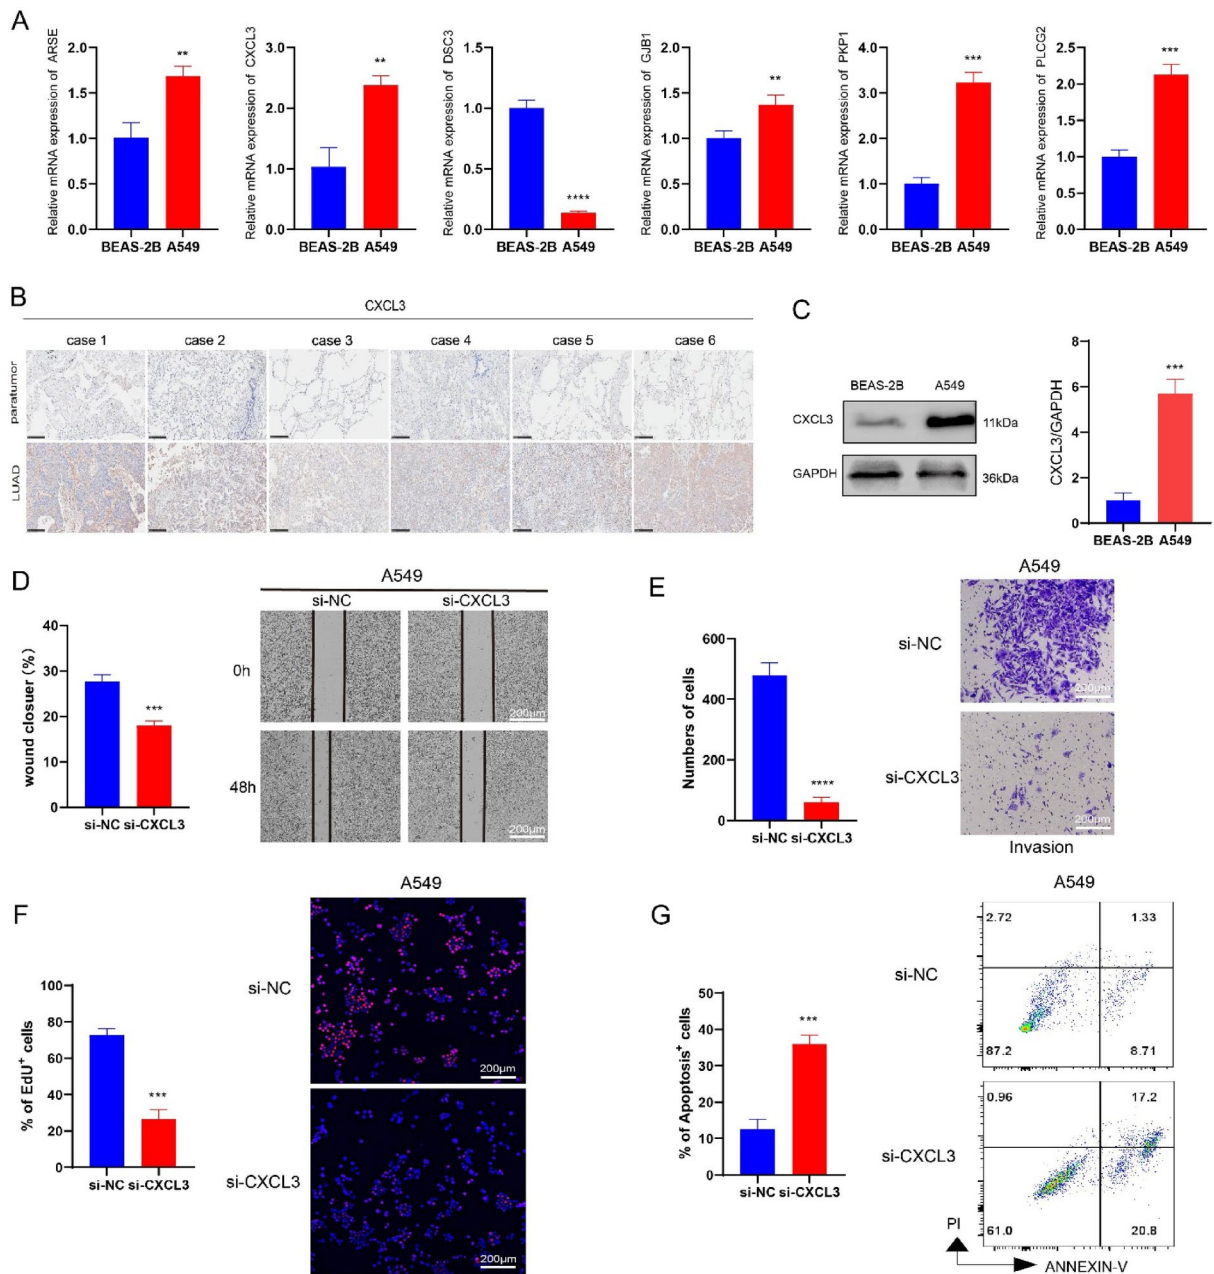 A
Relative mRNA expression of ARSE
2.0
1.5
1.0
0.5
0.0
**
BEAS-2B A549
Relative mRNA expression of CXCL3
3.0
2.0
1.0
0.0
**
BEAS-2B A549
Relative mRNA expression of DSC3
1.5
1.0
0.5
0.0
****
BEAS-2B A549
Relative mRNA expression of GJB1
2.0
1.5
1.0
0.5
0.0
**
BEAS-2B A549
Relative mRNA expression of PKP1
4.0
3.0
2.0
1.0
0.0
***
BEAS-2B A549
Relative mRNA expression of PLCG2
2.5
2.0
1.5
1.0
0.5
0.0
***
BEAS-2B A549
B
CXCL3
case 1 case 2 case 3 case 4 case 5 case 6
paratumor
LUAD
C
BEAS-2B A549
CXCL3 11kDa
GAPDH 36kDa
CXCL3/GAPDH
8
6
4
2
0
***
BEAS-2B A549
D
wound closuer (%)
40
30
20
10
0
***
si-NC si-CXCL3
A549
si-NC si-CXCL3
0h
200μm 200μm
48h
200μm 200μm
E
Numbers of cells
600
400
200
0
****
si-NC si-CXCL3
A549
si-NC
200μm
si-CXCL3
200μm
Invasion
F
% of EdU+ cells
100
80
60
40
20
0
***
si-NC si-CXCL3
A549
si-NC
200μm
si-CXCL3
200μm
G
% of Apoptosis+ cells
50
40
30
20
10
0
***
si-NC si-CXCL3
A549
si-NC
2.72 1.33
87.2 8.71
si-CXCL3
0.96 17.2
61.0 20.8
PI
ANNEXIN-V